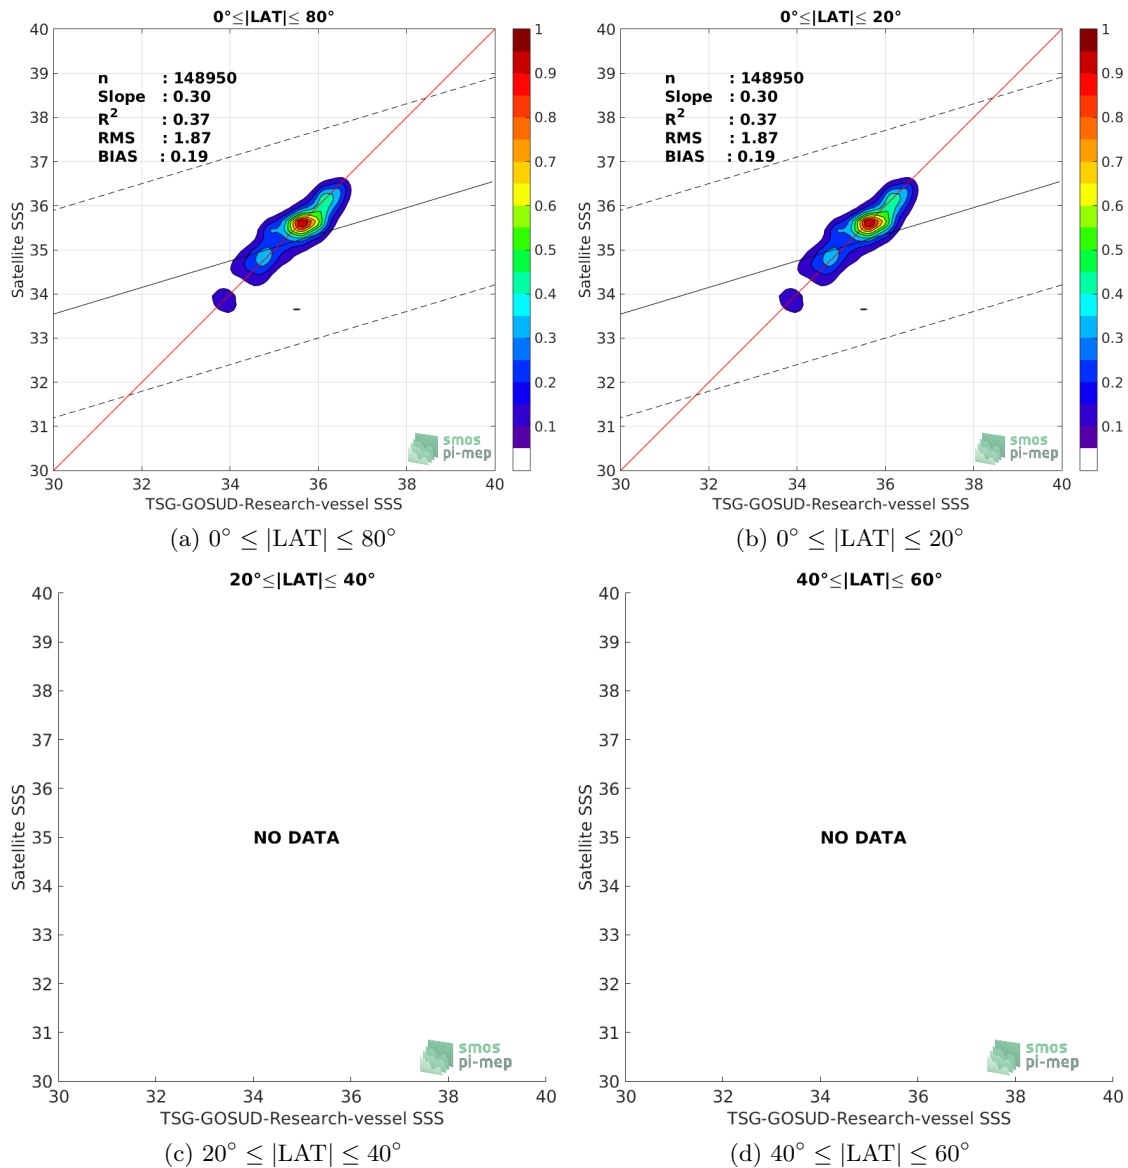 0°≤|LAT|≤ 80°
40
39
38
37
36
35
34
33
32
31
30
Satellite SSS
n : 148950
Slope : 0.30
R² : 0.37
RMS : 1.87
BIAS : 0.19
smos
pi-mep
30 32 34 36 38 40
TSG-GOSUD-Research-vessel SSS
1
0.9
0.8
0.7
0.6
0.5
0.4
0.3
0.2
0.1
(a) 0° ≤ |LAT| ≤ 80°
0°≤|LAT|≤ 20°
40
39
38
37
36
35
34
33
32
31
30
Satellite SSS
n : 148950
Slope : 0.30
R² : 0.37
RMS : 1.87
BIAS : 0.19
smos
pi-mep
30 32 34 36 38 40
TSG-GOSUD-Research-vessel SSS
1
0.9
0.8
0.7
0.6
0.5
0.4
0.3
0.2
0.1
(b) 0° ≤ |LAT| ≤ 20°
20°≤|LAT|≤ 40°
40
39
38
37
36
35
34
33
32
31
30
Satellite SSS
NO DATA
smos
pi-mep
30 32 34 36 38 40
TSG-GOSUD-Research-vessel SSS
(c) 20° ≤ |LAT| ≤ 40°
40°≤|LAT|≤ 60°
40
39
38
37
36
35
34
33
32
31
30
Satellite SSS
NO DATA
smos
pi-mep
30 32 34 36 38 40
TSG-GOSUD-Research-vessel SSS
(d) 40° ≤ |LAT| ≤ 60°